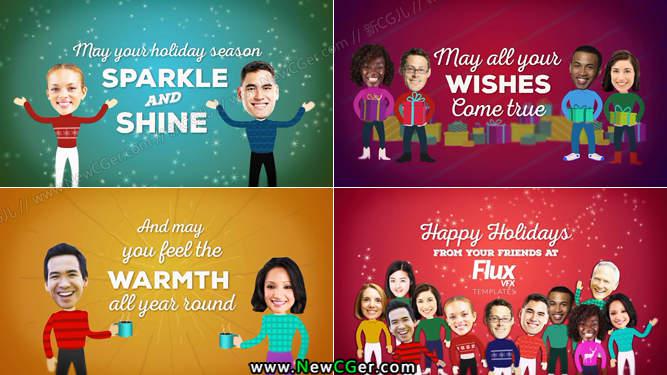 May your holiday season
SPARKLE
AND
SHINE
May all your
WISHES
Come true
And may
you feel the
WARMTH
all year round
Happy Holidays
FROM YOUR FRIENDS AT
Flux
VFX
TEMPLATES
www.NewCGer.com